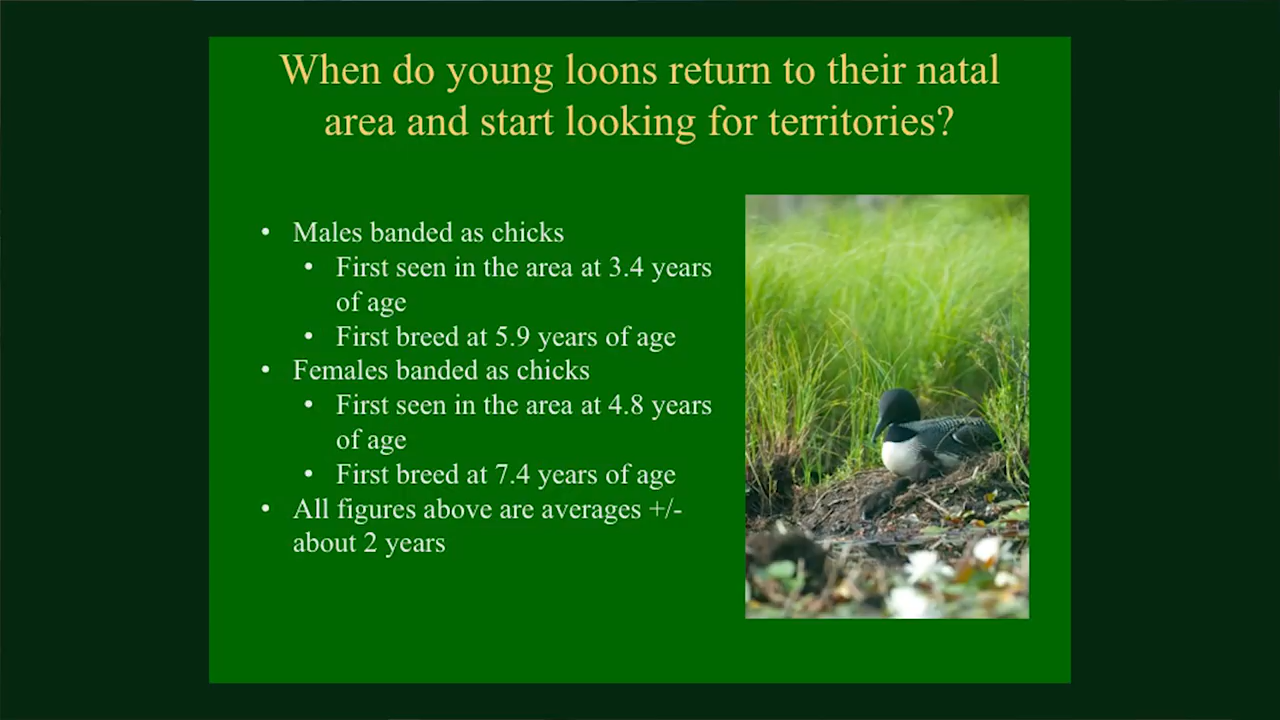 When do young loons return to their natal
area and start looking for territories?
• Males banded as chicks
• First seen in the area at 3.4 years
of age
• First breed at 5.9 years of age
• Females banded as chicks
• First seen in the area at 4.8 years
of age
• First breed at 7.4 years of age
• All figures above are averages +/-
about 2 years